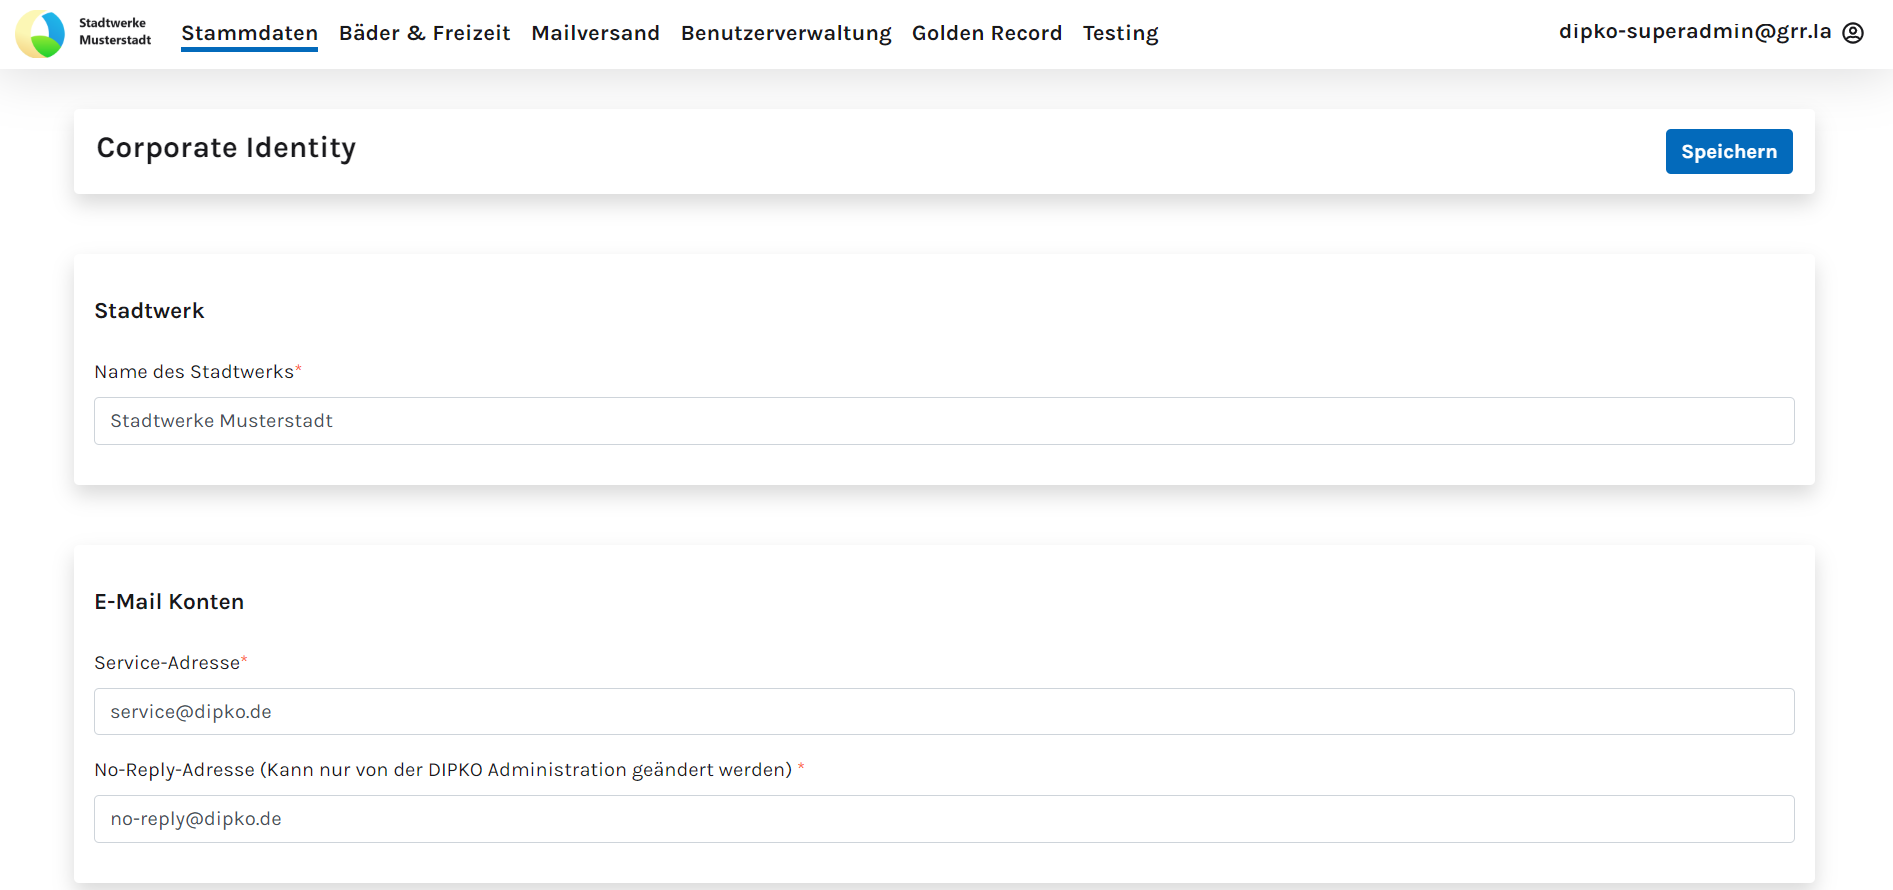 Stadtwerke
Musterstadt
Stammdaten Bäder & Freizeit Mailversand Benutzerverwaltung Golden Record Testing dipko-superadmin@grr.la
Corporate Identity
Speichern
Stadtwerk
Name des Stadtwerks*
Stadtwerke Musterstadt
E-Mail Konten
Service-Adresse*
service@dipko.de
No-Reply-Adresse (Kann nur von der DIPKO Administration geändert werden) *
no-reply@dipko.de